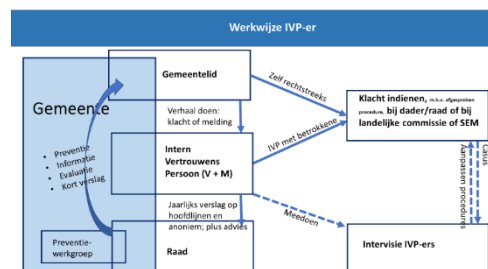 Werkwijze IVP-er
Gemeentelid
Zelf rechtstreeks
Gemeente
Verhaal doen:
klacht of melding
Klacht indienen, m.b.v. afgesproken
procedure, bij dader/raad of bij
landelijke commissie of SEM
• Preventie
• Informatie
• Evaluatie
• Kort verslag
Intern
Vertrouwens
Persoon (V + M)
IVP met betrokkene
Casus
Aanpassen procedures
Jaarlijks verslag op
hoofdlijnen en
anoniem; plus advies
Meedoen
Preventie-
werkgroep
Raad
Intervisie IVP-ers